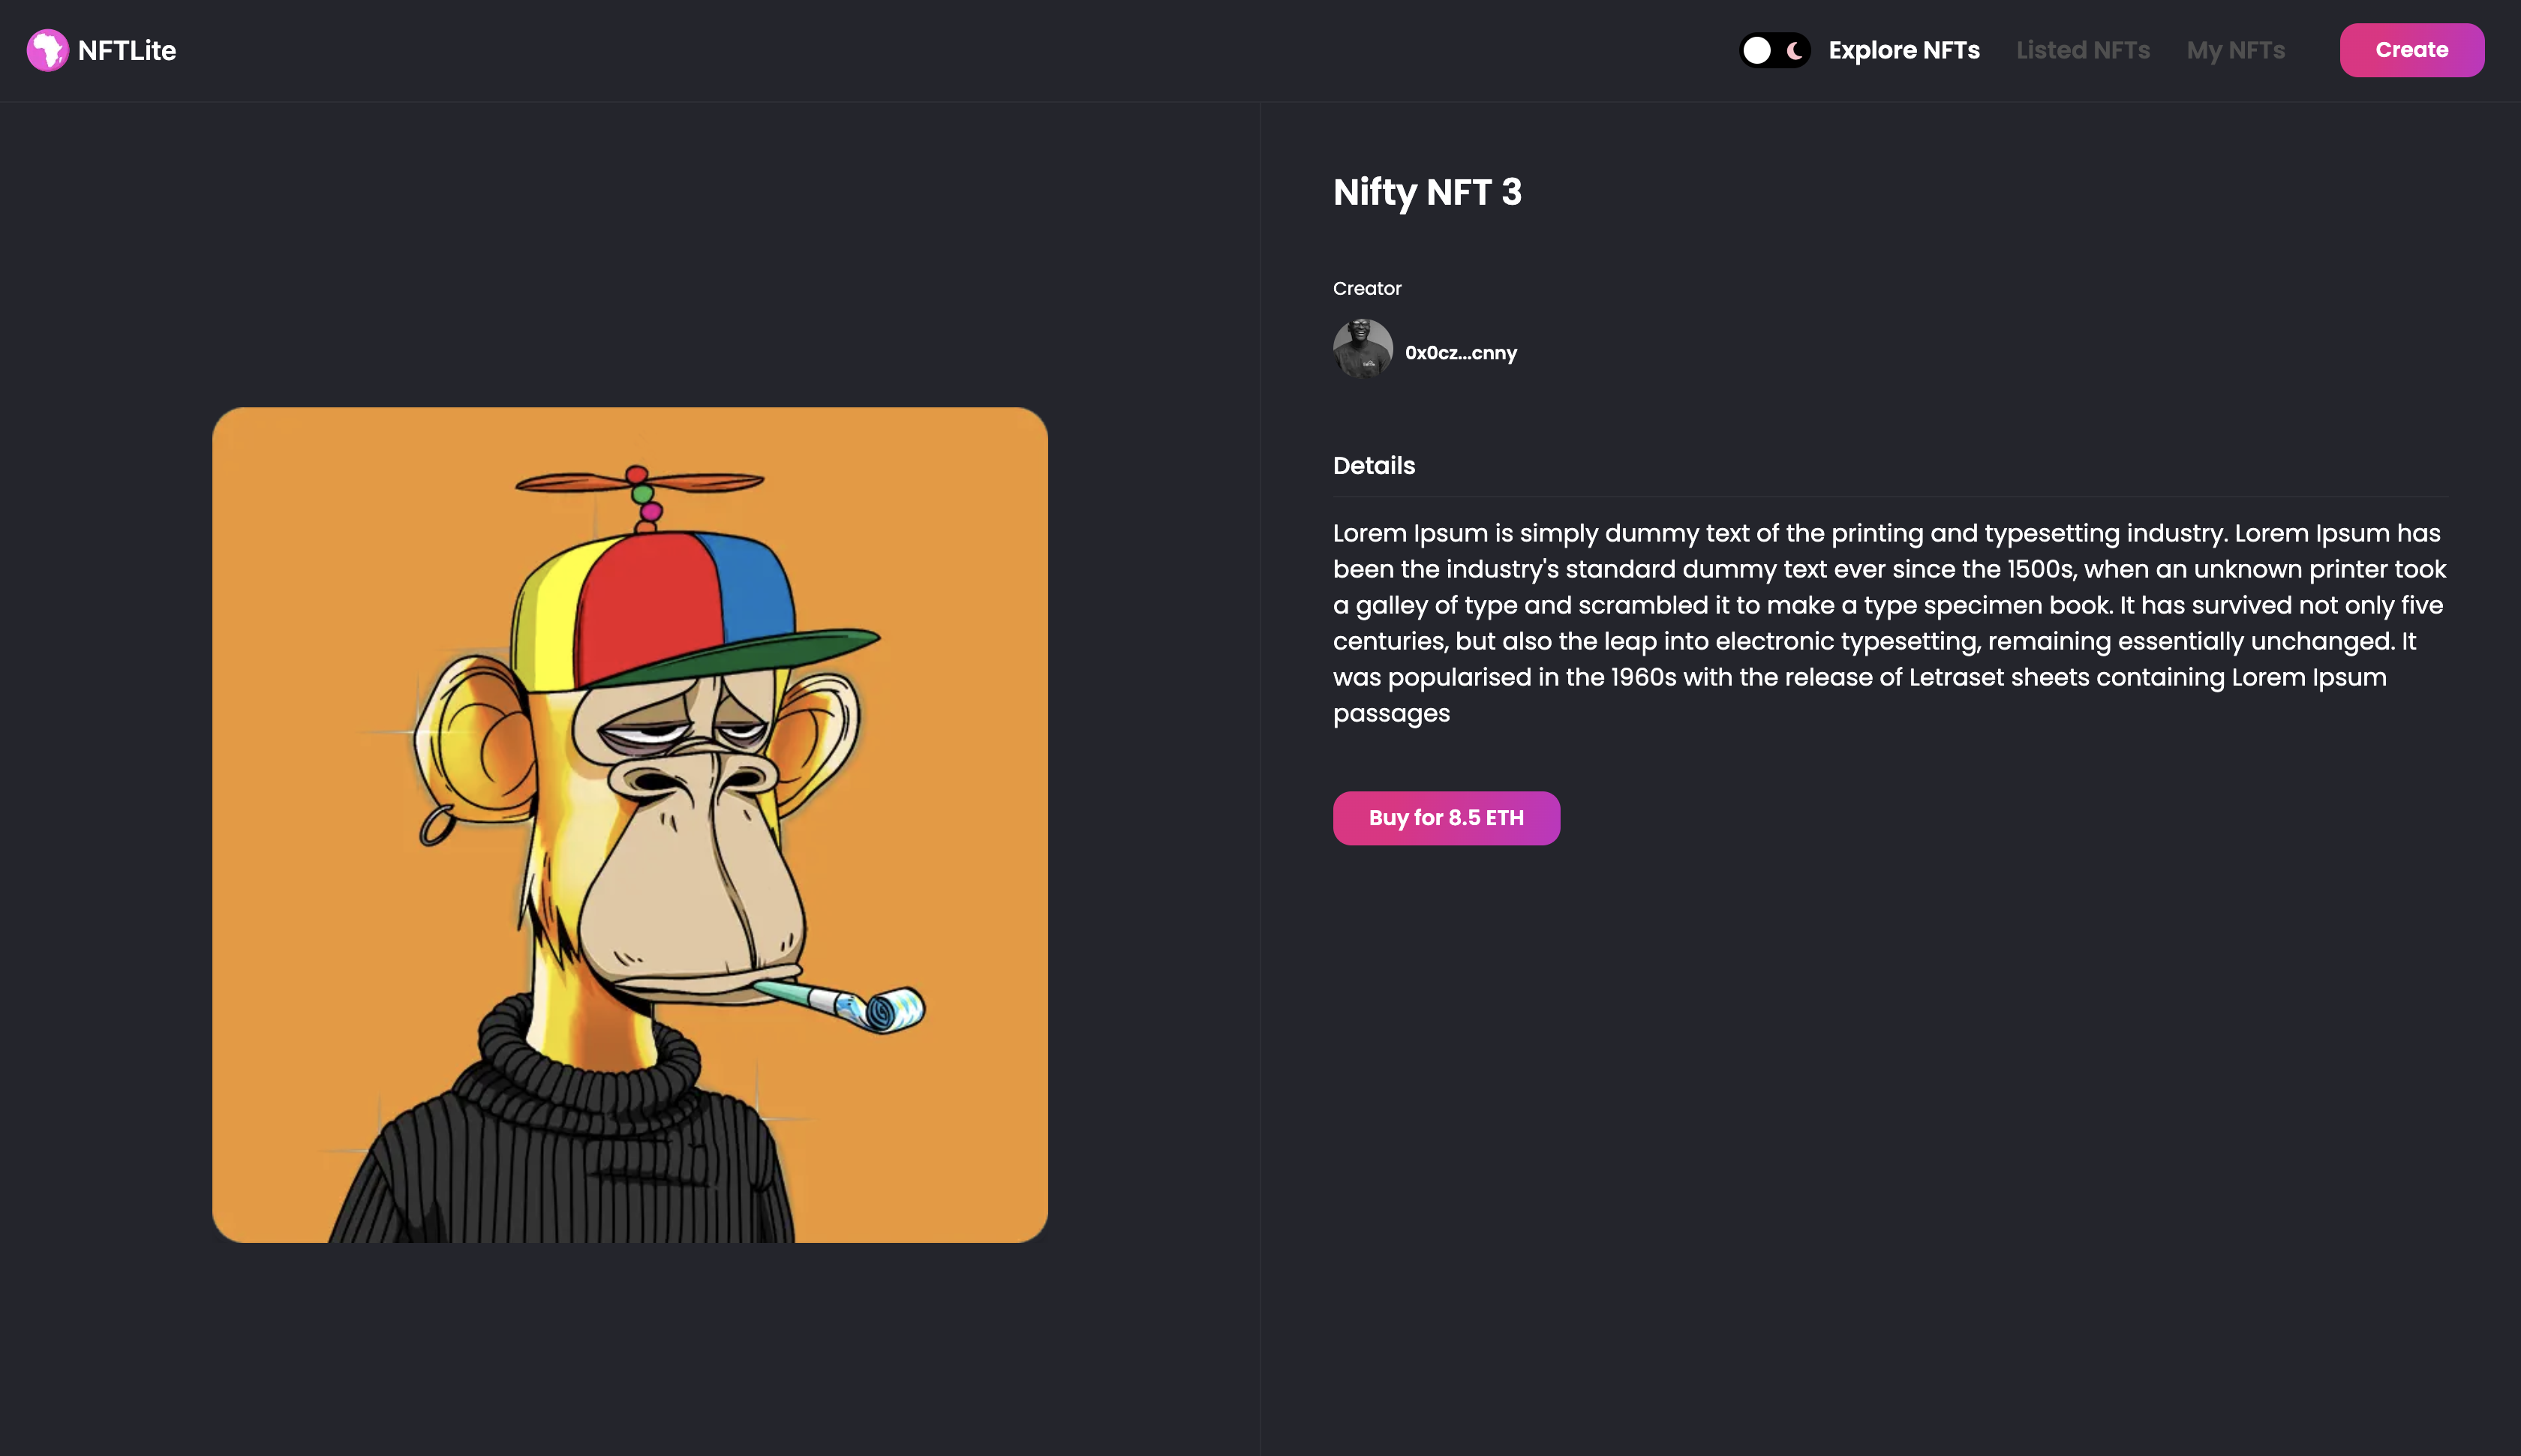 NFTLite
Explore NFTs
Listed NFTs
My NFTs
Create
Nifty NFT 3
Creator
0x0cz...cnny
Details
Lorem Ipsum is simply dummy text of the printing and typesetting industry. Lorem Ipsum has
been the industry's standard dummy text ever since the 1500s, when an unknown printer took
a galley of type and scrambled it to make a type specimen book. It has survived not only five
centuries, but also the leap into electronic typesetting, remaining essentially unchanged. It
was popularised in the 1960s with the release of Letraset sheets containing Lorem Ipsum
passages
Buy for 8.5 ETH